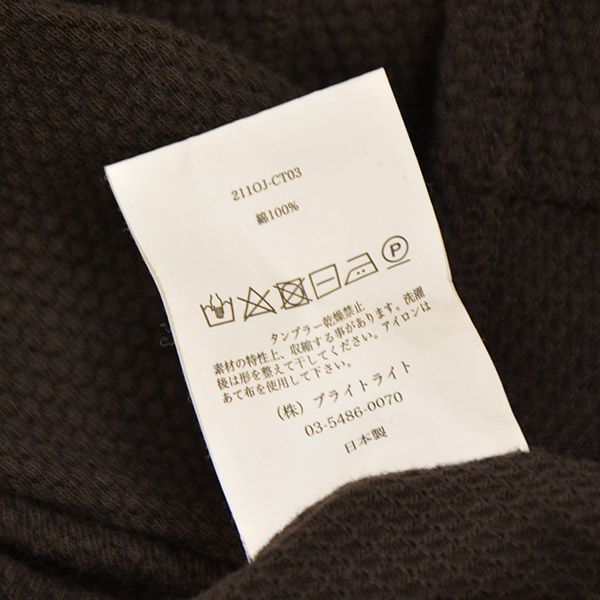 211OJ-CT03
綿100%
P
タンブラー乾燥禁止
素材の特性上、収縮する事があります。洗濯
後は形を整えて干してください。アイロンは
あて布を使用して下さい。
（株）ブライトライト
03-5486-0070
日本製